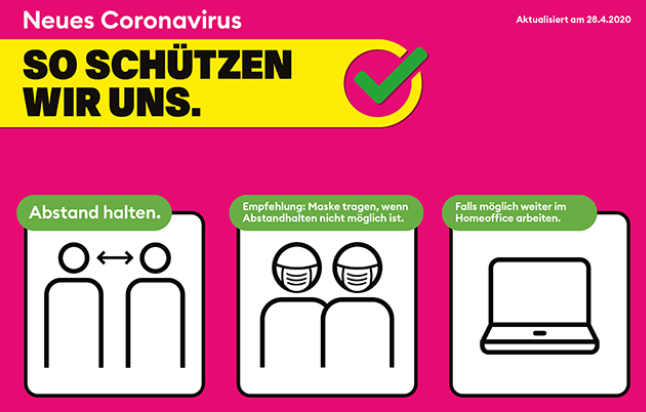 Neues Coronavirus
Aktualisiert am 28.4.2020
SO SCHÜTZEN
WIR UNS.
Abstand halten.
Empfehlung: Maske tragen, wenn
Abstandhalten nicht möglich ist.
Falls möglich weiter im
Homeoffice arbeiten.